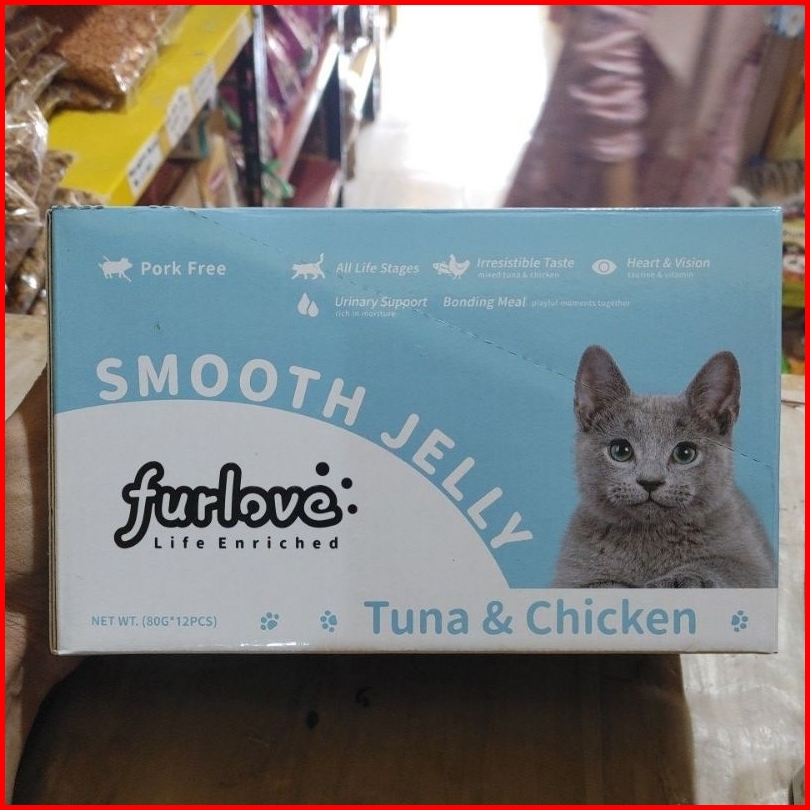 Pork Free
All Life Stages
Irresistible Taste
mixed tuna & chicken
Heart & Vision
taurine & vitamin
Urinary Support
rich in moisture
Bonding Meal playful moments together
SMOOTH JELLY
furlove
Life Enriched
NET WT. (80G*12PCS)
Tuna & Chicken